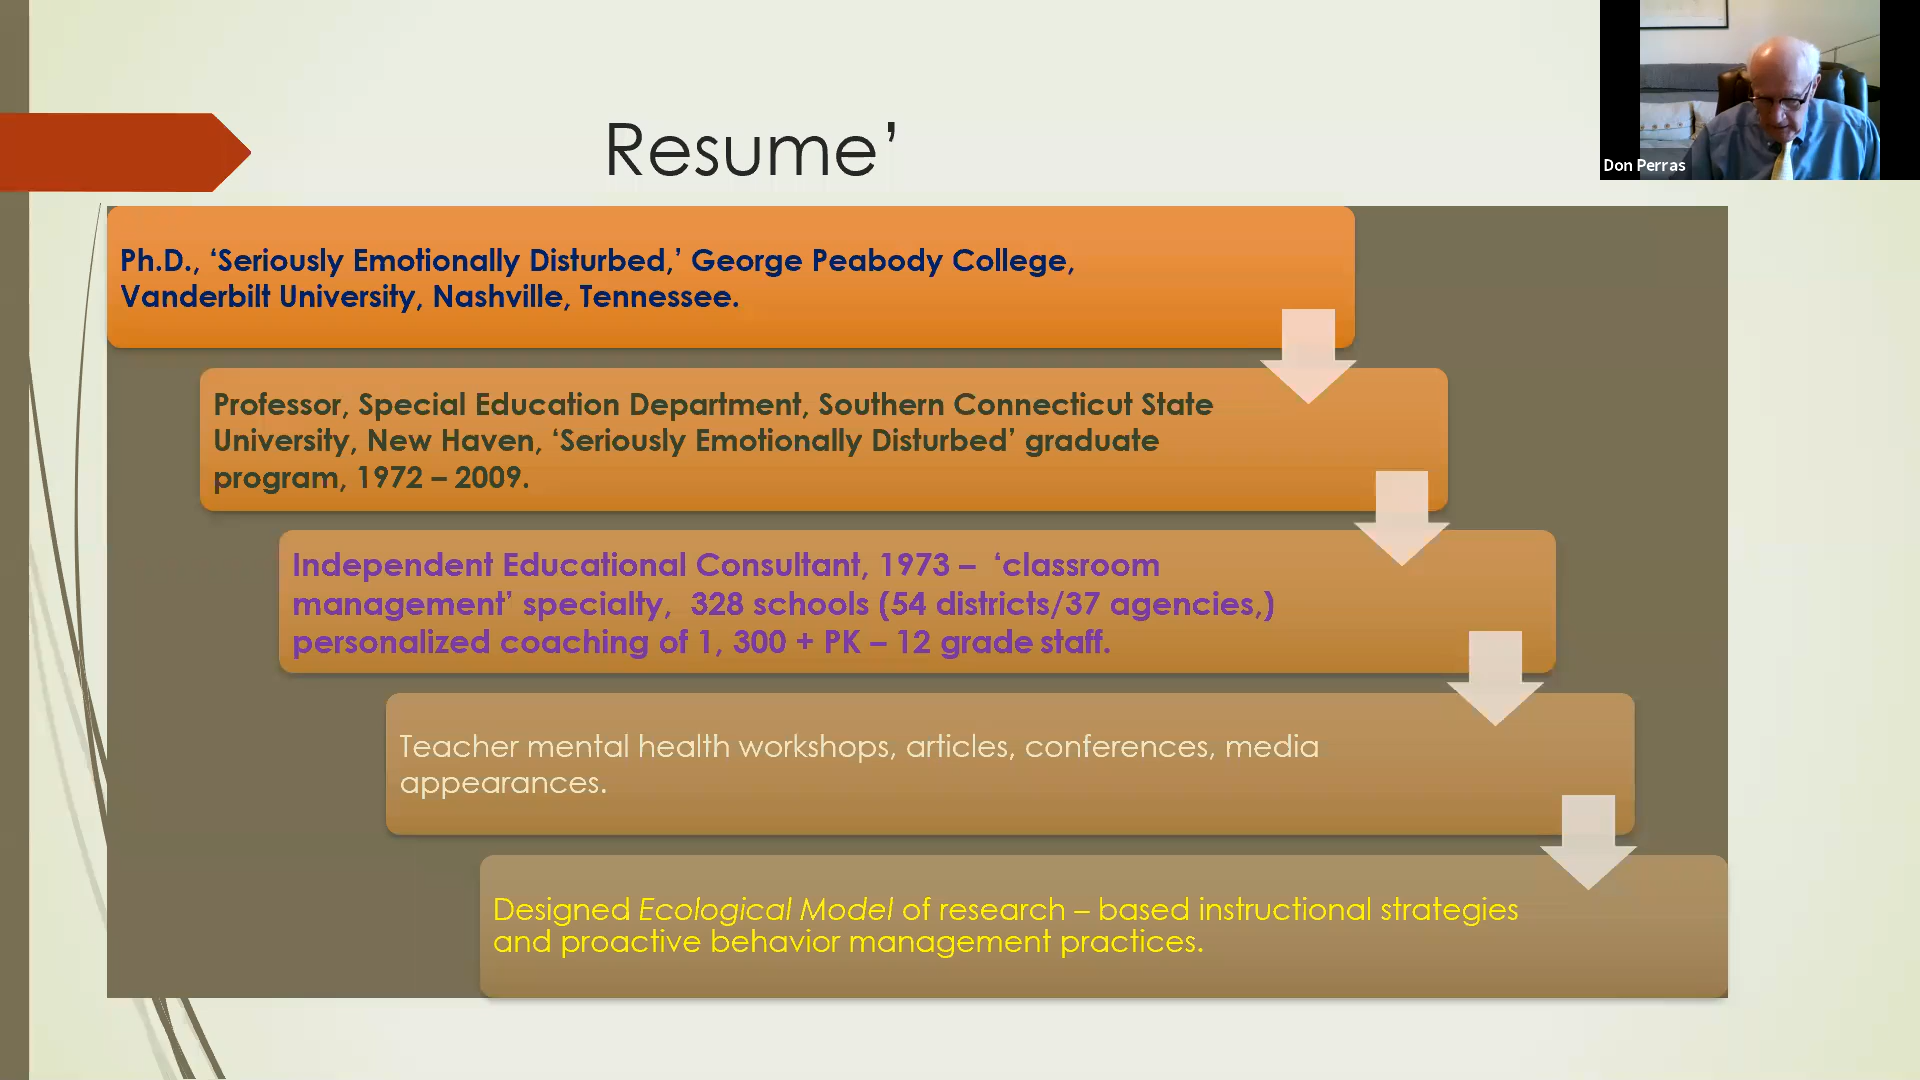 Resume’
Don Perras
Ph.D., ‘Seriously Emotionally Disturbed,’ George Peabody College,
Vanderbilt University, Nashville, Tennessee.
Professor, Special Education Department, Southern Connecticut State
University, New Haven, ‘Seriously Emotionally Disturbed’ graduate
program, 1972 – 2009.
Independent Educational Consultant, 1973 –  ‘classroom
management’ specialty,  328 schools (54 districts/37 agencies,)
personalized coaching of 1, 300 + PK – 12 grade staff.
Teacher mental health workshops, articles, conferences, media
appearances.
Designed Ecological Model of research – based instructional strategies
and proactive behavior management practices.